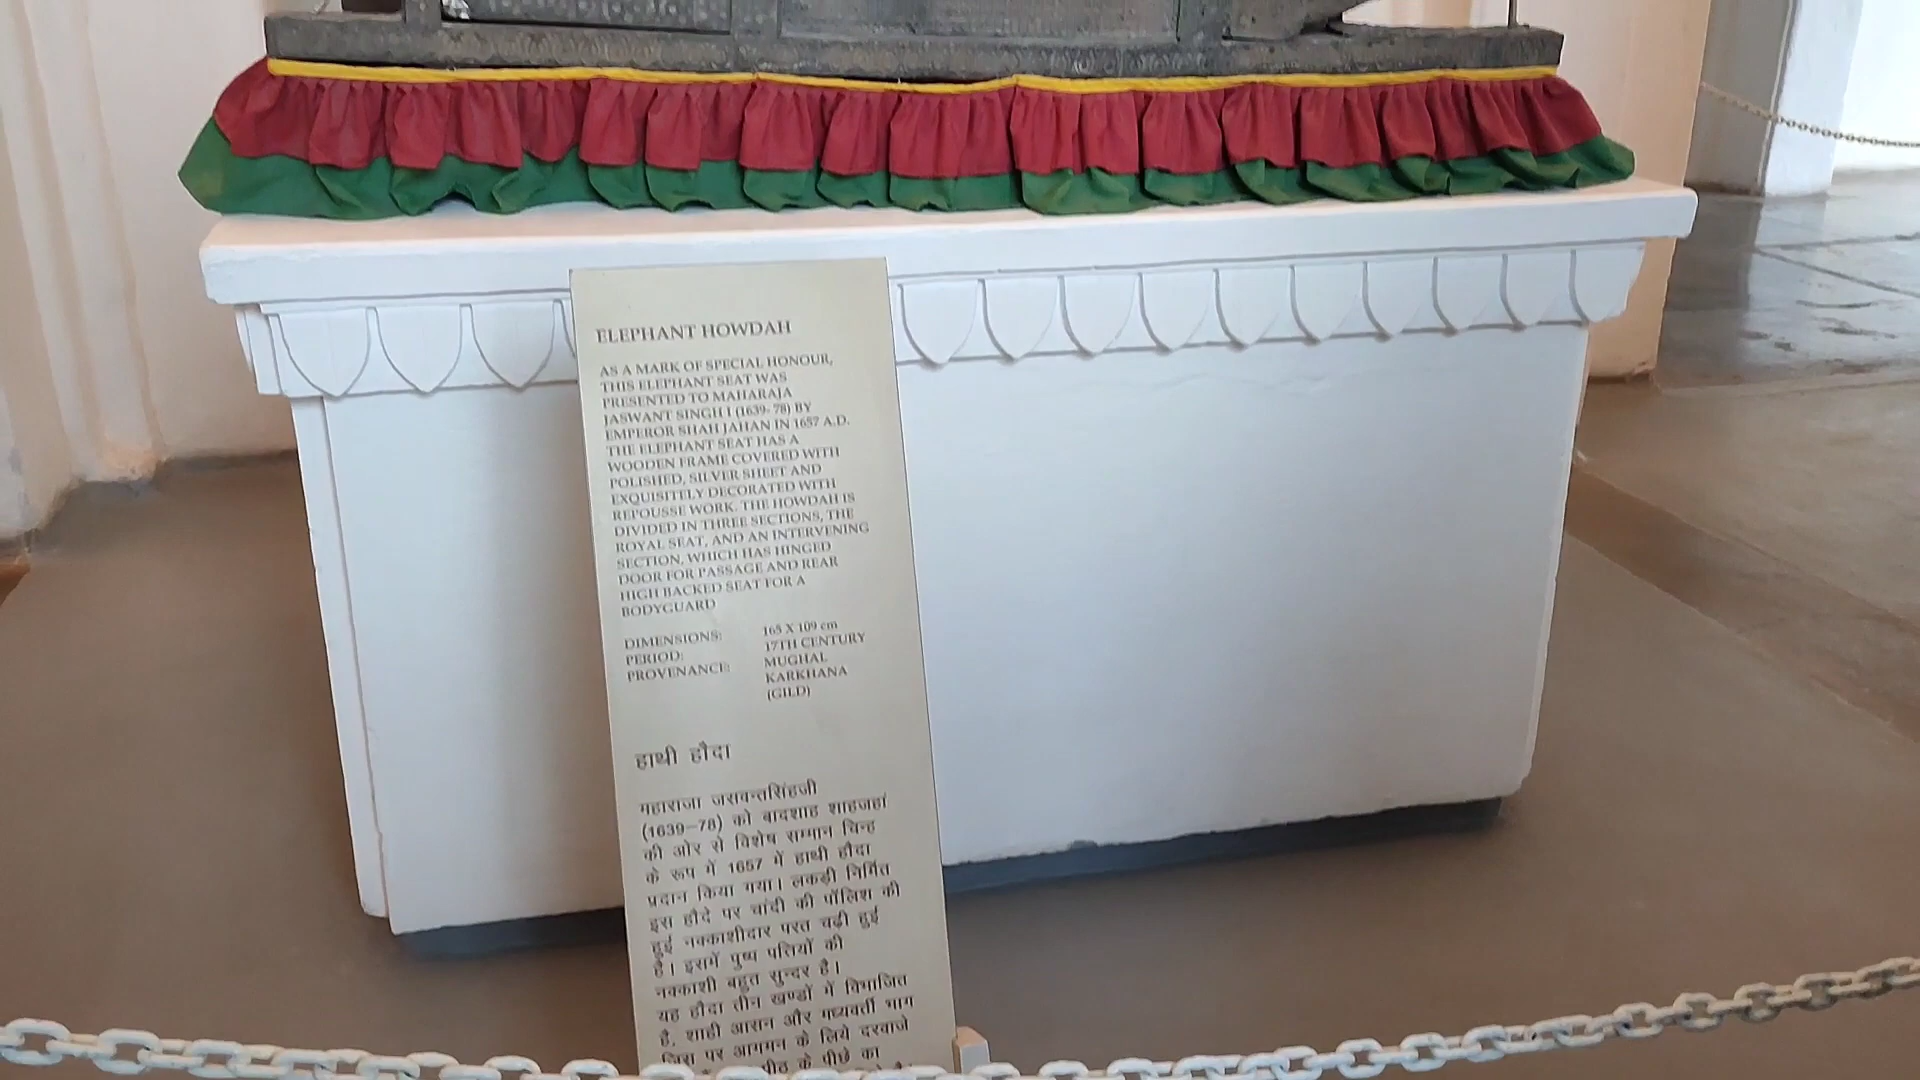 ELEPHANT HOWDAH
AS A MARK OF SPECIAL HONOUR,
THIS ELEPHANT SEAT WAS
PRESENTED TO MAHARAJA
JASWANT SINGH I (1639-78) BY
EMPEROR SHAH JAHAN IN 1657 A.D.
THE ELEPHANT SEAT HAS A
WOODEN FRAME COVERED WITH
POLISHED, SILVER SHEET AND
EXQUISITELY DECORATED WITH
REPOUSSE WORK. THE HOWDAH IS
DIVIDED IN THREE SECTIONS, THE
ROYAL SEAT, AND AN INTERVENING
SECTION, WHICH HAS HINGED
DOOR FOR PASSAGE AND REAR
HIGH BACKED SEAT FOR A
BODYGUARD
DIMENSIONS: 165 X 109 cm
PERIOD: 17TH CENTURY
PROVENANCE: MUGHAL
KARKHANA
(GILD)
हाथी हौदा
महाराजा जसवन्तसिंहजी
(1639-78) को बादशाह शाहजहां
की ओर से विशेष सम्मान चिन्ह
के रूप में 1657 में हाथी हौदा
प्रदान किया गया। लकड़ी निर्मित
इस हौदे पर चांदी की पॉलिश की
हुई नक्काशीदार परत चढ़ी हुई
है। इसमें पुष्प पतियों की
नक्काशी बहुत सुन्दर है।
यह हौदा तीन खण्डों में विभाजित
है, शाही आसन और मध्यवर्ती भाग
जिस पर आगमन के लिये दरवाजे
के पीछे का